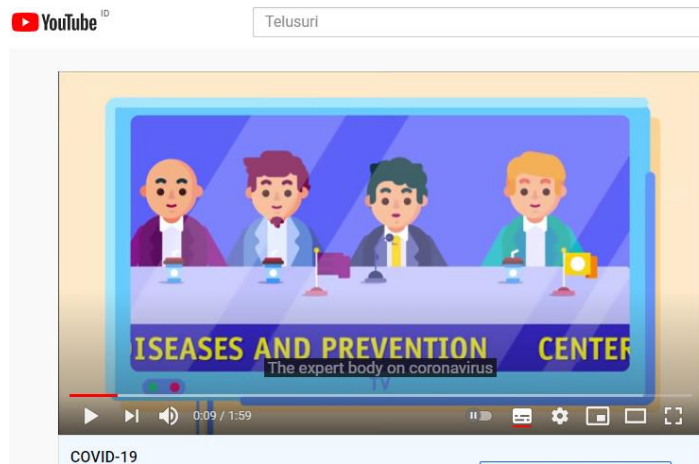 YouTube ID
Telusuri
ISEASES AND PREVENTION CENTER
The expert body on coronavirus
TV
0:09 / 1:59
COVID-19